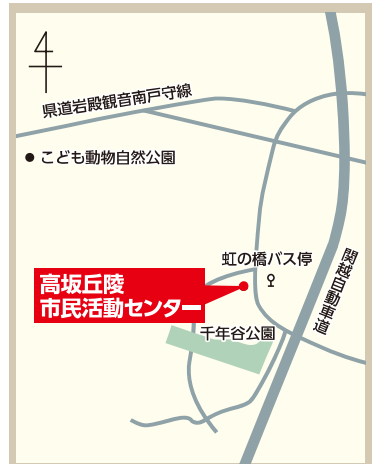 県道岩殿観音南戸守線
こども動物自然公園
虹の橋バス停
関越自動車道
高坂丘陵
市民活動センター
千年谷公園